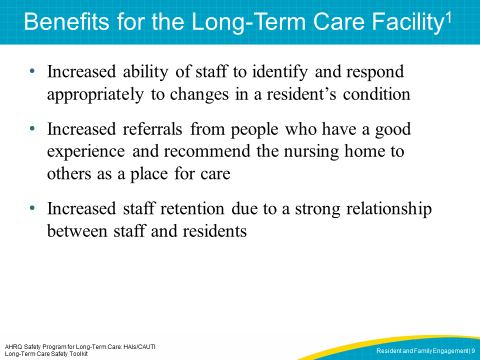 Benefits for the Long-Term Care Facility¹
• Increased ability of staff to identify and respond
appropriately to changes in a resident’s condition
• Increased referrals from people who have a good
experience and recommend the nursing home to
others as a place for care
• Increased staff retention due to a strong relationship
between staff and residents
AHRQ Safety Program for Long-Term Care: HAIs/CAUTI
Long-Term Care Safety Toolkit
Resident and Family Engagement | 9